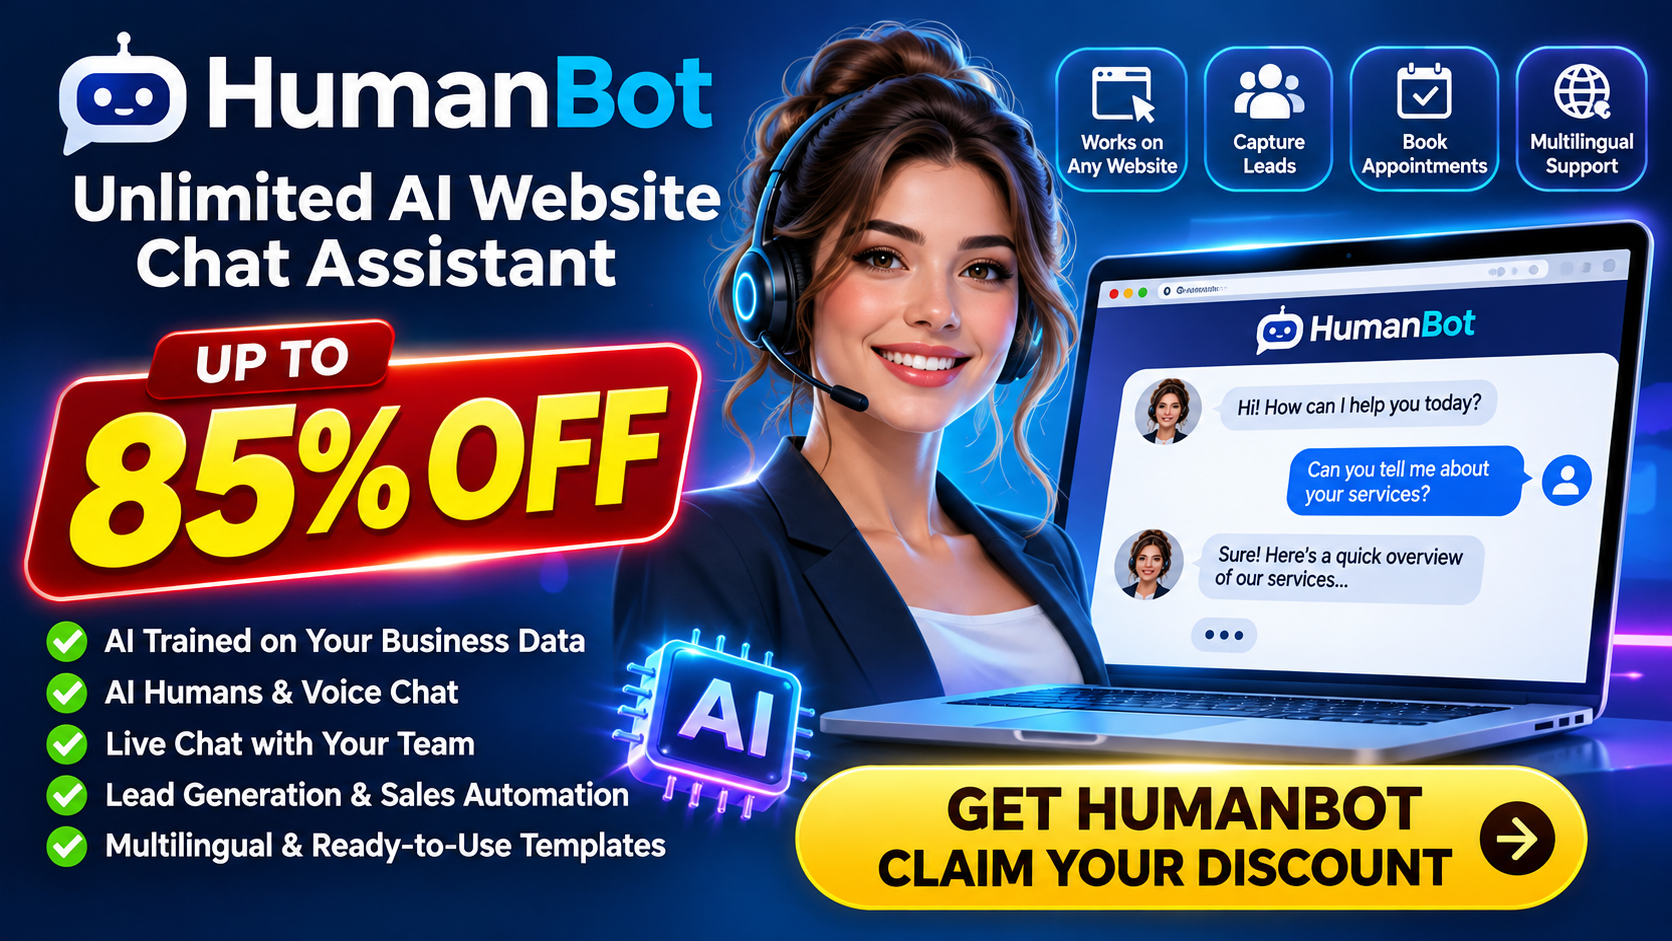 HumanBot
Unlimited AI Website
Chat Assistant
UP TO
85% OFF
AI Trained on Your Business Data
AI Humans & Voice Chat
Live Chat with Your Team
Lead Generation & Sales Automation
Multilingual & Ready-to-Use Templates
AI
Works on
Any Website
Capture
Leads
Book
Appointments
Multilingual
Support
HumanBot
Hi! How can I help you today?
Can you tell me about
your services?
Sure! Here's a quick overview
of our services...
GET HUMANBOT
CLAIM YOUR DISCOUNT